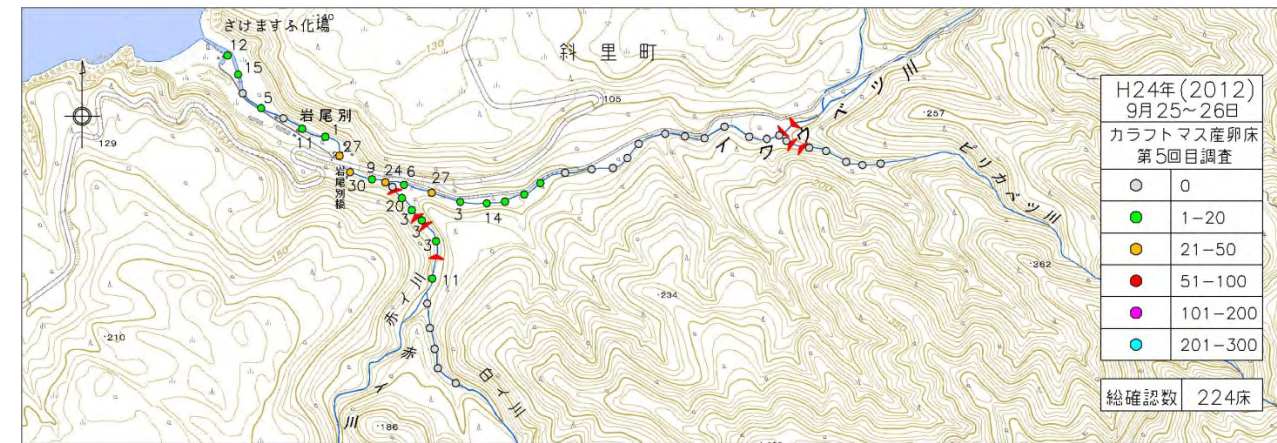 さけますふ化場
140
12
15
130
斜里町
5
岩尾別
11
1
27
129
岩尾別橋
30
9
24
6
27
20
3
14
3
3
11
105
イワウベツ川
257
ピリカベツ川
262
234
210
150
赤イ川
赤イ川
白イ川
186
320
H24年(2012)
9月25~26日
カラフトマス産卵床
第5回目調査
0
1-20
21-50
51-100
101-200
201-300
総確認数 224床